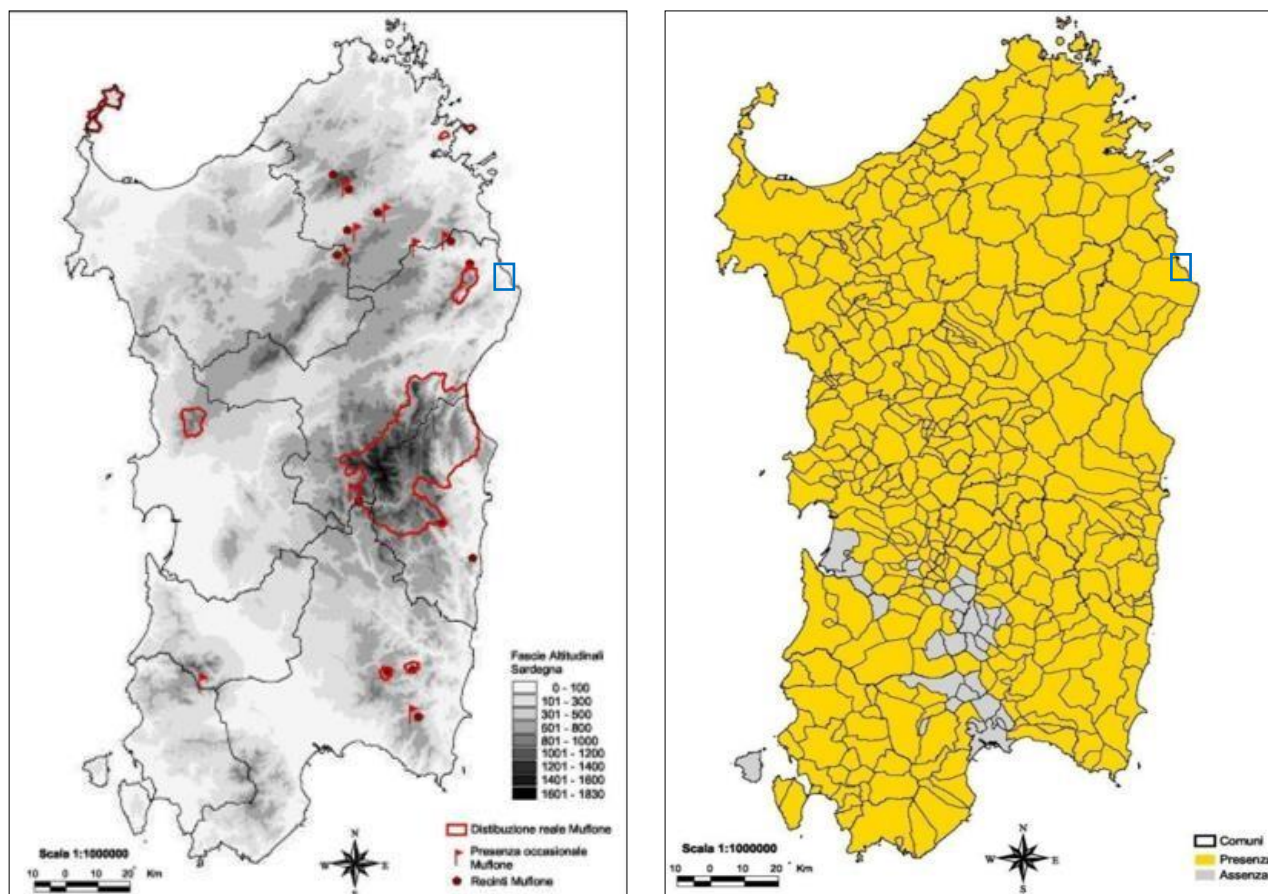 Fascie Altitudinali
Sardegna
0 - 100
101 - 300
301 - 500
501 - 800
801 - 1000
1001 - 1200
1201 - 1400
1401 - 1600
1601 - 1830
Distibuzione reale Muflone
Presenza occasionale
Muflone
Recinti Muflone
Scala 1:1000000
10 0 10 20 Km
N
W E
S
Scala 1:1000000
10 0 10 20 Km
N
W E
S
Comuni
Presenza
Assenza